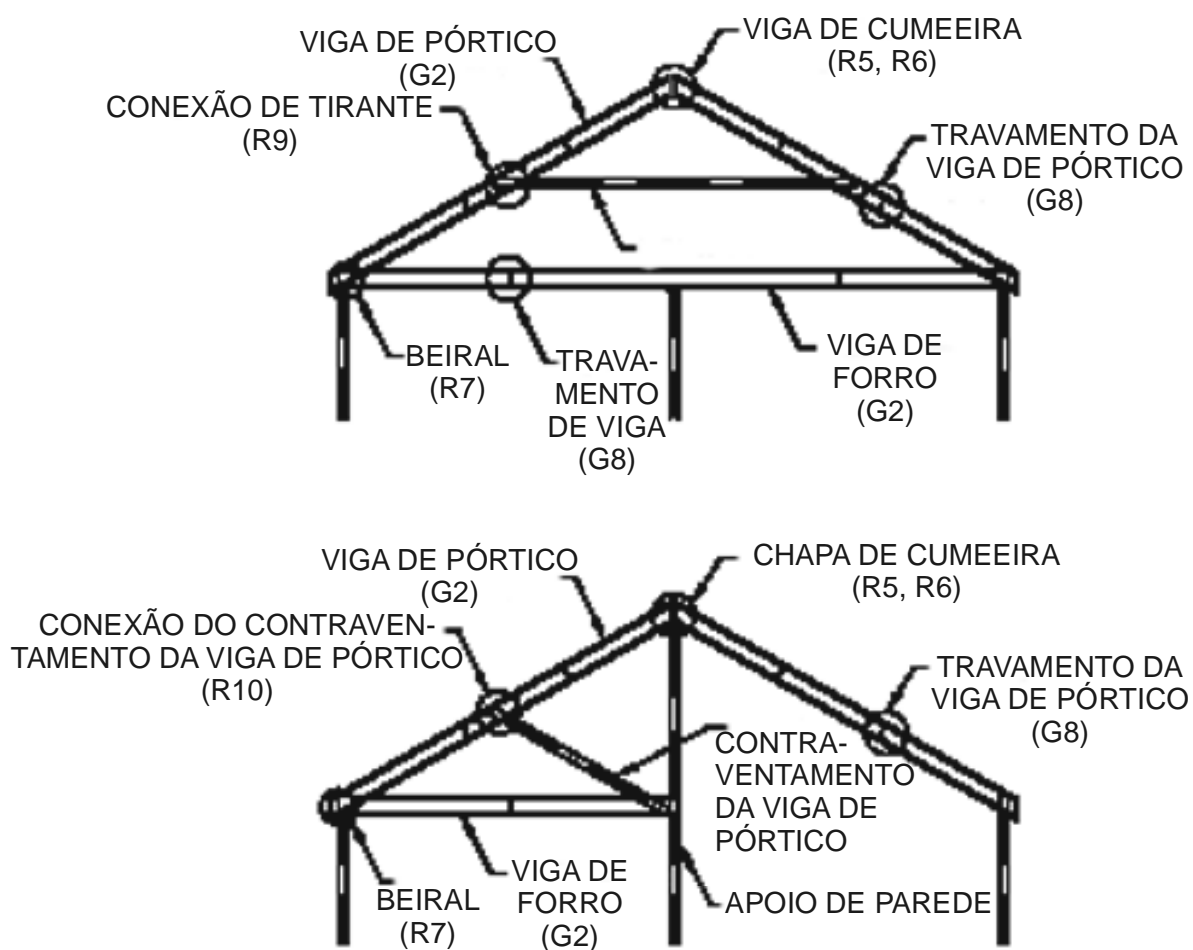 VIGA DE PÓRTICO
(G2)
VIGA DE CUMEEIRA
(R5, R6)
CONEXÃO DE TIRANTE
(R9)
TRAVAMENTO DA
VIGA DE PÓRTICO
(G8)
BEIRAL
(R7)
TRAVA-
MENTO
DE VIGA
(G8)
VIGA DE
FORRO
(G2)
VIGA DE PÓRTICO
(G2)
CHAPA DE CUMEEIRA
(R5, R6)
CONEXÃO DO CONTRAVEN-
TAMENTO DA VIGA DE PÓRTICO
(R10)
TRAVAMENTO DA
VIGA DE PÓRTICO
(G8)
CONTRA-
VENTAMENTO
DA VIGA DE
PÓRTICO
BEIRAL
(R7)
VIGA DE
FORRO
(G2)
APOIO DE PAREDE